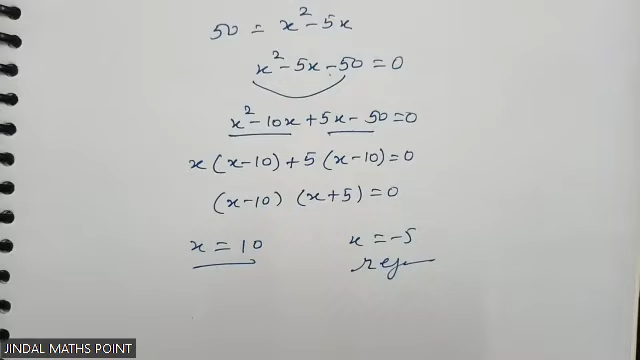 50 = x² - 5x
x² - 5x - 50 = 0
x² - 10x + 5x - 50 = 0
x (x - 10) + 5 (x - 10) = 0
(x - 10) (x + 5) = 0
x = 10 x = -5
rej
JINDAL MATHS POINT